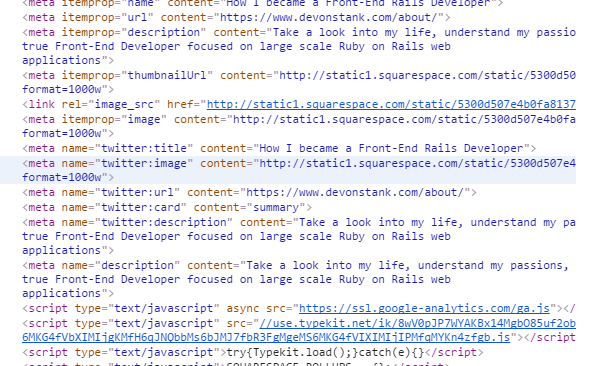 <meta itemprop="name" content="How I became a Front-End Rails Developer">
<meta itemprop="url" content="https://www.devonstank.com/about/">
<meta itemprop="description" content="Take a look into my life, understand my passio
true Front-End Developer focused on large scale Ruby on Rails web
applications">
<meta itemprop="thumbnailUrl" content="http://static1.squarespace.com/static/5300d50
format=1000w">
<link rel="image_src" href="http://static1.squarespace.com/static/5300d507e4b0fa8137
<meta itemprop="image" content="http://static1.squarespace.com/static/5300d507e4b0fa
format=1000w">
<meta name="twitter:title" content="How I became a Front-End Rails Developer">
<meta name="twitter:image" content="http://static1.squarespace.com/static/5300d507e4
format=1000w">
<meta name="twitter:url" content="https://www.devonstank.com/about/">
<meta name="twitter:card" content="summary">
<meta name="twitter:description" content="Take a look into my life, understand my pa
true Front-End Developer focused on large scale Ruby on Rails web
applications">
<meta name="description" content="Take a look into my life, understand my passions,
true Front-End Developer focused on large scale Ruby on Rails web
applications">
<script type="text/javascript" async src="https://ssl.google-analytics.com/ga.js"></
<script type="text/javascript" src="//use.typekit.net/ik/8wV0pJP7WYAKBx14MgbO85uf2ob
6MKG4fVbXIMIjgKMfH6qJNQbbMs6bJMJ7fbR3FgMgeMS6MKG4fVIXIMIjIPMfqMYKn4zfgb.js"></script
<script type="text/javascript">try{Typekit.load();}catch(e){}</script>
<script type="text/javascript">